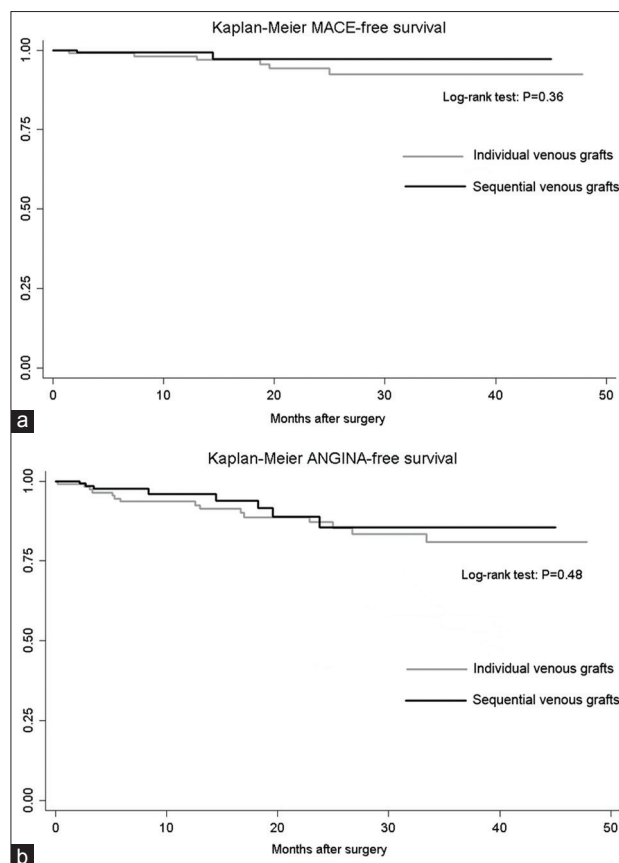 Kaplan-Meier MACE-free survival
1.00
0.75
0.50
0.25
0.00
Log-rank test: P=0.36
Individual venous grafts
Sequential venous grafts
0 10 20 30 40 50
Months after surgery
a
Kaplan-Meier ANGINA-free survival
1.00
0.75
0.50
0.25
0.00
Log-rank test: P=0.48
Individual venous grafts
Sequential venous grafts
0 10 20 30 40 50
Months after surgery
b